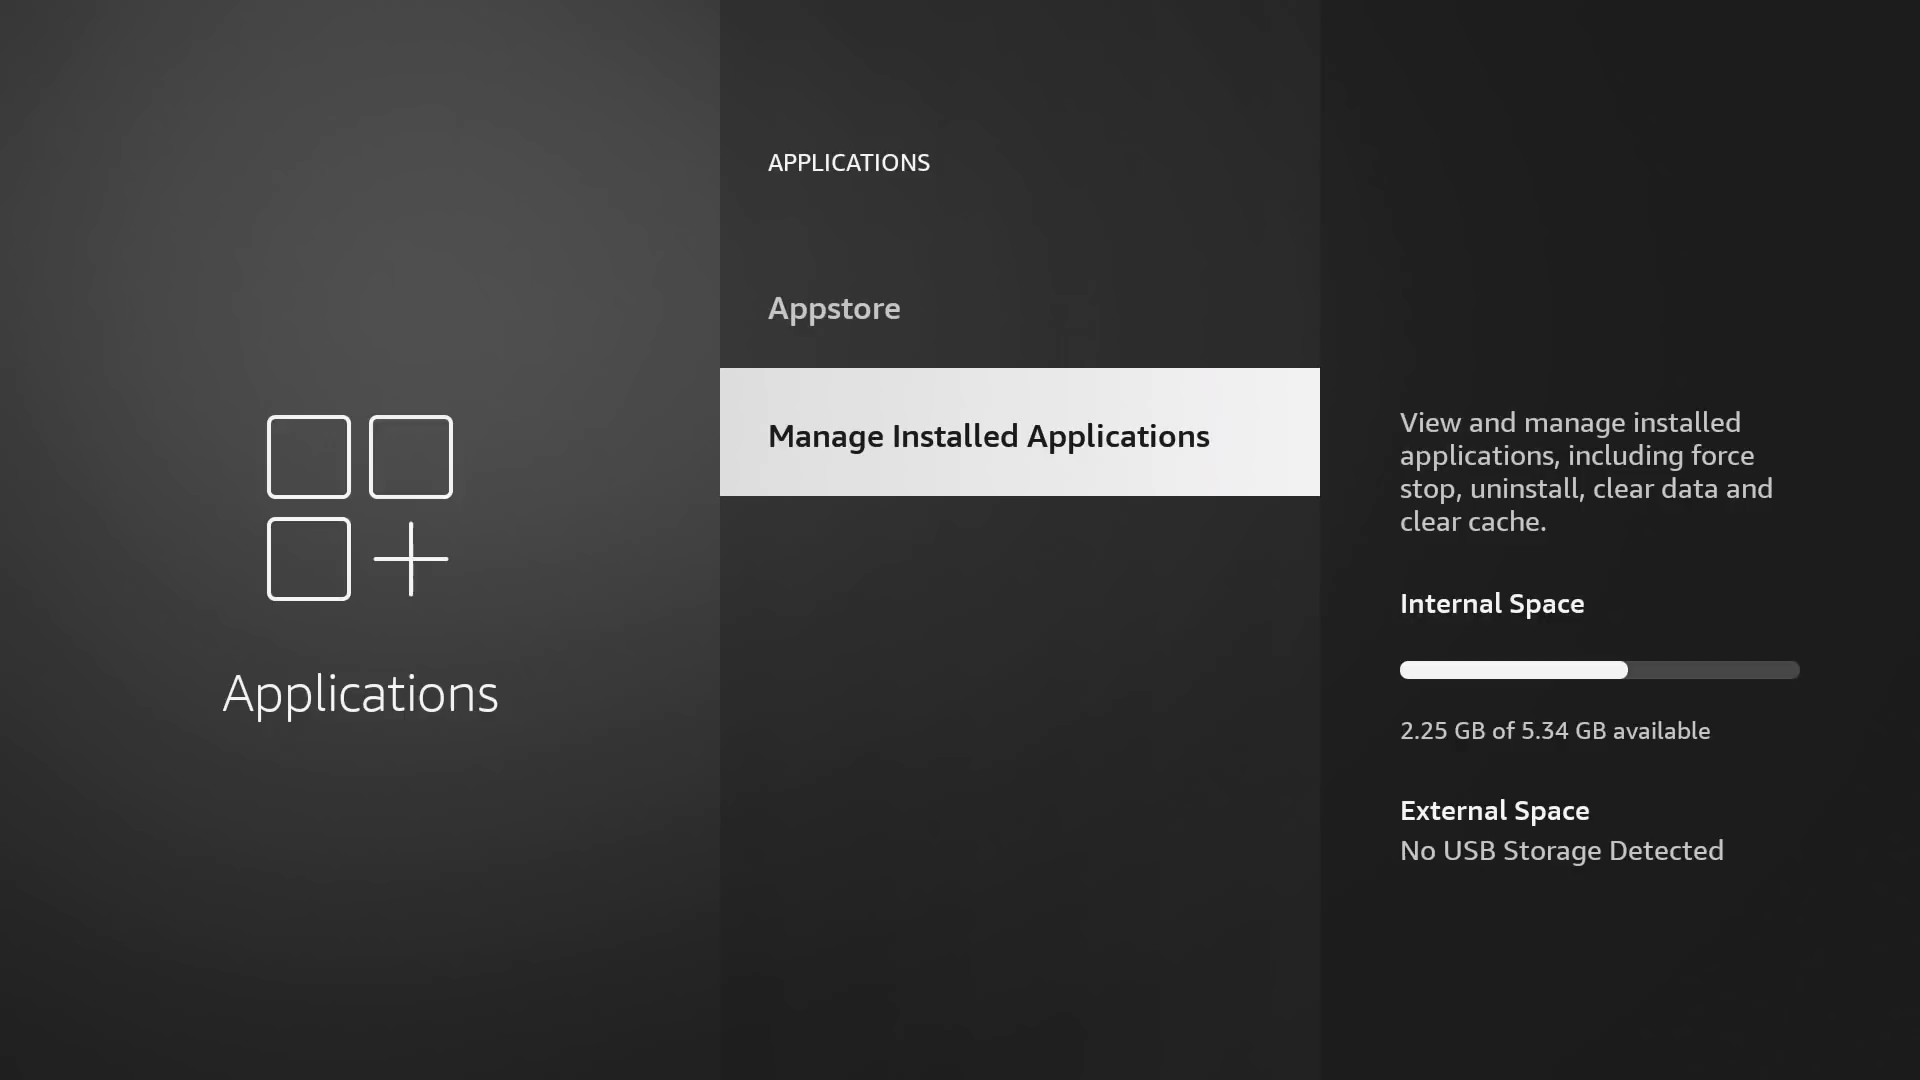 Applications
APPLICATIONS
Appstore
Manage Installed Applications
View and manage installed
applications, including force
stop, uninstall, clear data and
clear cache.
Internal Space
2.25 GB of 5.34 GB available
External Space
No USB Storage Detected